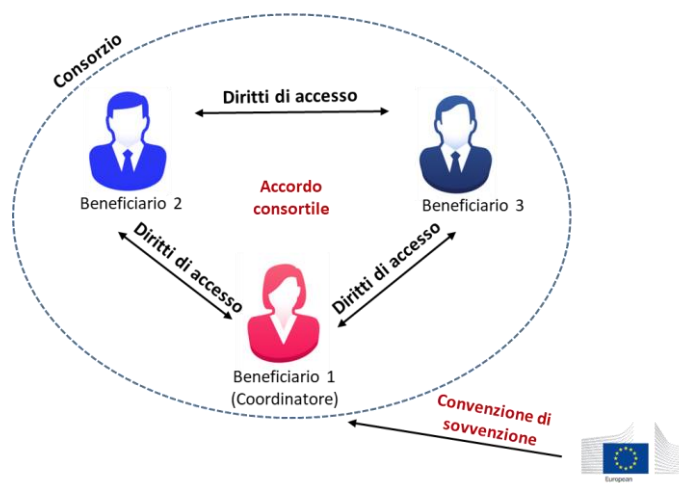 Consorzio
Diritti di accesso
Beneficiario 2
Accordo
consortile
Beneficiario 3
Diritti di accesso
Diritti di accesso
Beneficiario 1
(Coordinatore)
Convenzione di
sovvenzione
European